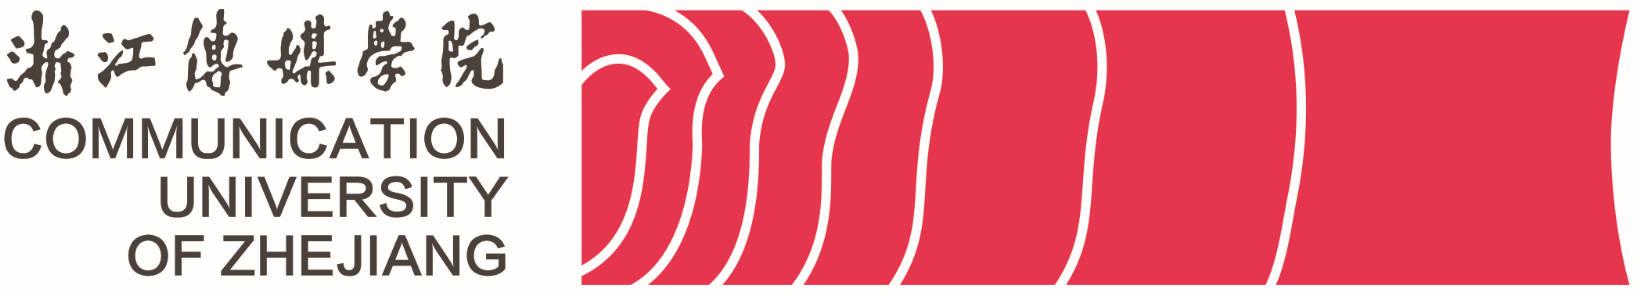 浙江傳媒學院
COMMUNICATION
UNIVERSITY
OF ZHEJIANG